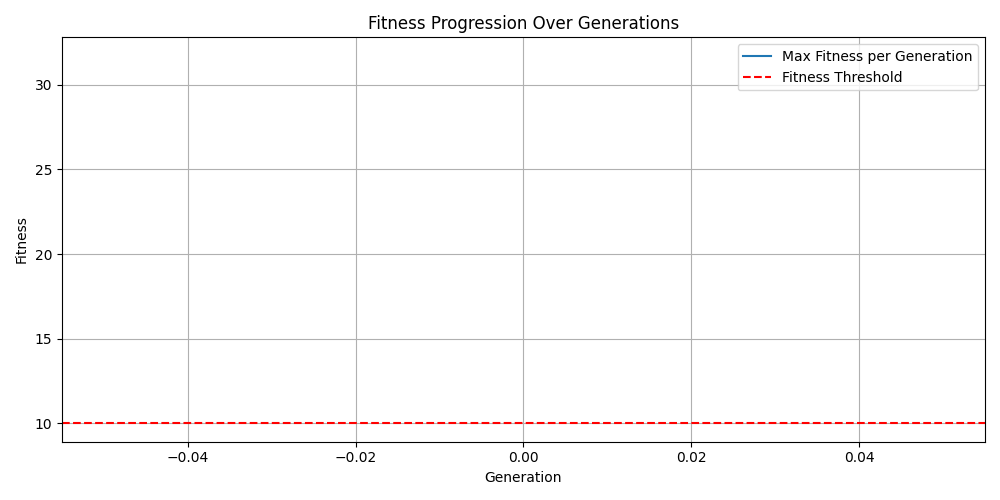 Fitness Progression Over Generations
Max Fitness per Generation
Fitness Threshold
30
25
20
15
10
Fitness
−0.04
−0.02
0.00
0.02
0.04
Generation